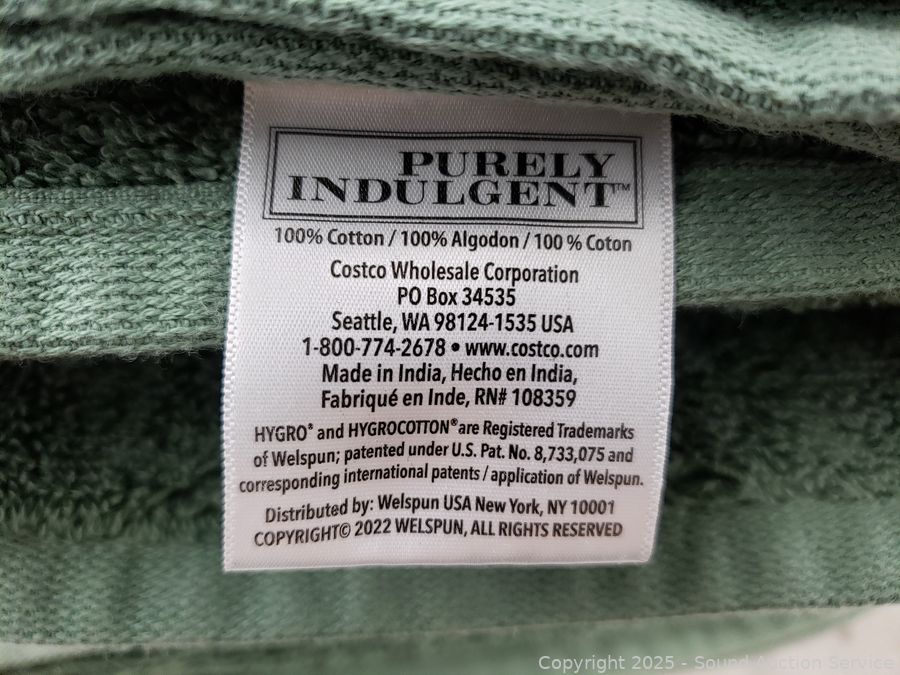 PURELY
INDULGENT™
100% Cotton / 100% Algodon / 100 % Coton
Costco Wholesale Corporation
PO Box 34535
Seattle, WA 98124-1535 USA
1-800-774-2678 • www.costco.com
Made in India, Hecho en India,
Fabriqué en Inde, RN# 108359
HYGRO® and HYGROCOTTON® are Registered Trademarks
of Welspun; patented under U.S. Pat. No. 8,733,075 and
corresponding international patents / application of Welspun.
Distributed by: Welspun USA New York, NY 10001
COPYRIGHT© 2022 WELSPUN, ALL RIGHTS RESERVED
Copyright 2025 - Sound Auction Service